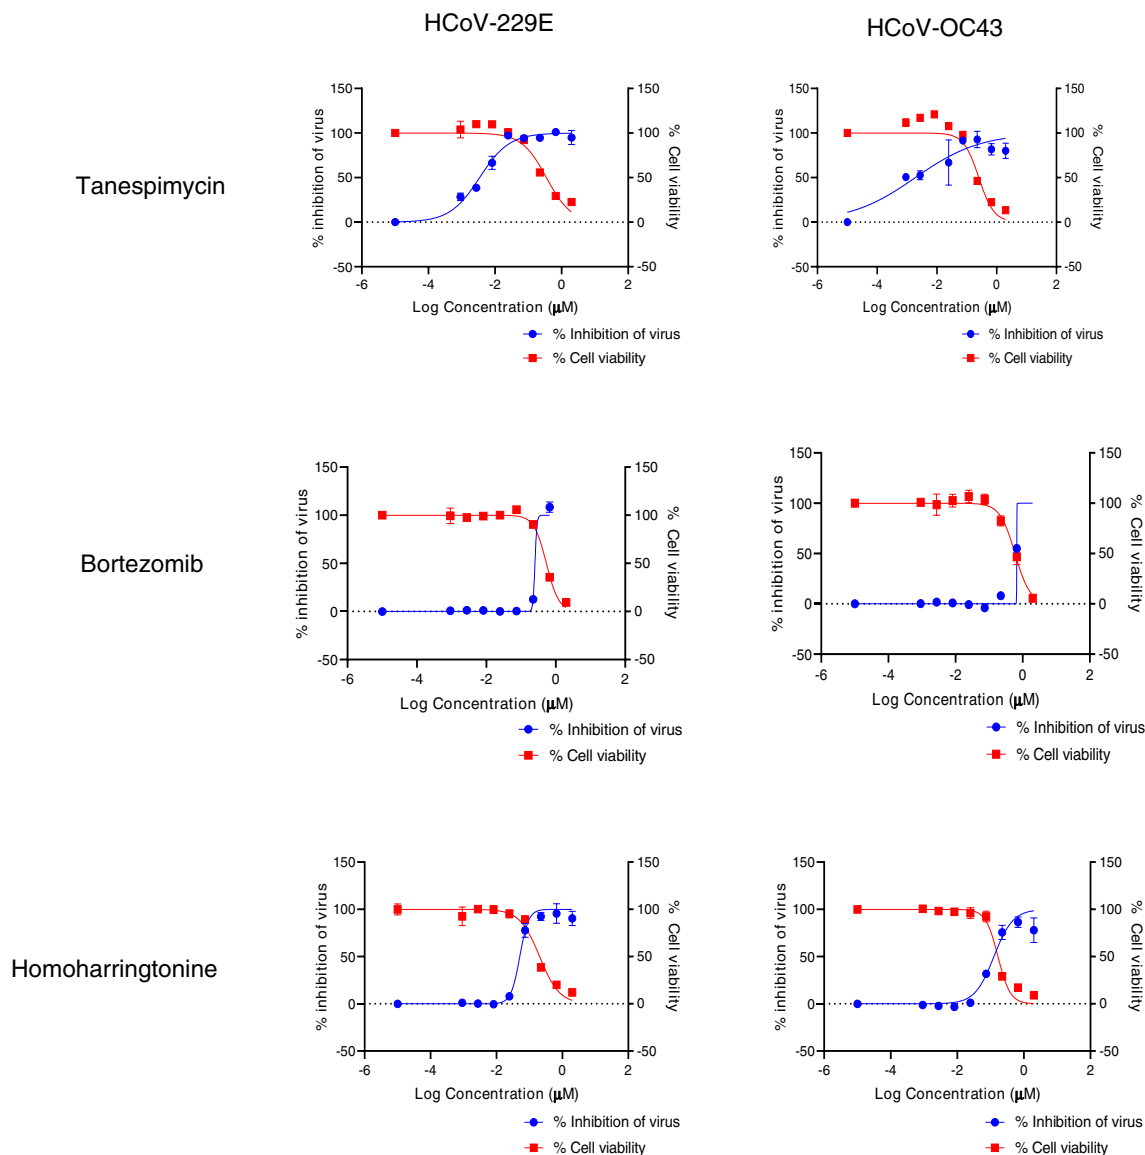 HCoV-229E
HCoV-OC43
Tanespimycin
% inhibition of virus
150
100
50
0
-50
-6 -4 -2 0 2
Log Concentration (μM)
150
100
50
0
-50
% Cell viability
% Inhibition of virus
% Cell viability
% inhibition of virus
150
100
50
0
-50
-6 -4 -2 0 2
Log Concentration (μM)
150
100
50
0
-50
% Cell viability
% Inhibition of virus
% Cell viability
Bortezomib
% inhibition of virus
150
100
50
0
-50
-6 -4 -2 0 2
Log Concentration (μM)
150
100
50
0
-50
% Cell viability
% Inhibition of virus
% Cell viability
% inhibition of virus
150
100
50
0
-50
-6 -4 -2 0 2
Log Concentration (μM)
150
100
50
0
-50
% Cell viability
% Inhibition of virus
% Cell viability
Homoharringtonine
% inhibition of virus
150
100
50
0
-50
-6 -4 -2 0 2
Log Concentration (μM)
150
100
50
0
-50
% Cell viability
% Inhibition of virus
% Cell viability
% inhibition of virus
150
100
50
0
-50
-6 -4 -2 0 2
Log Concentration (μM)
150
100
50
0
-50
% Cell viability
% Inhibition of virus
% Cell viability